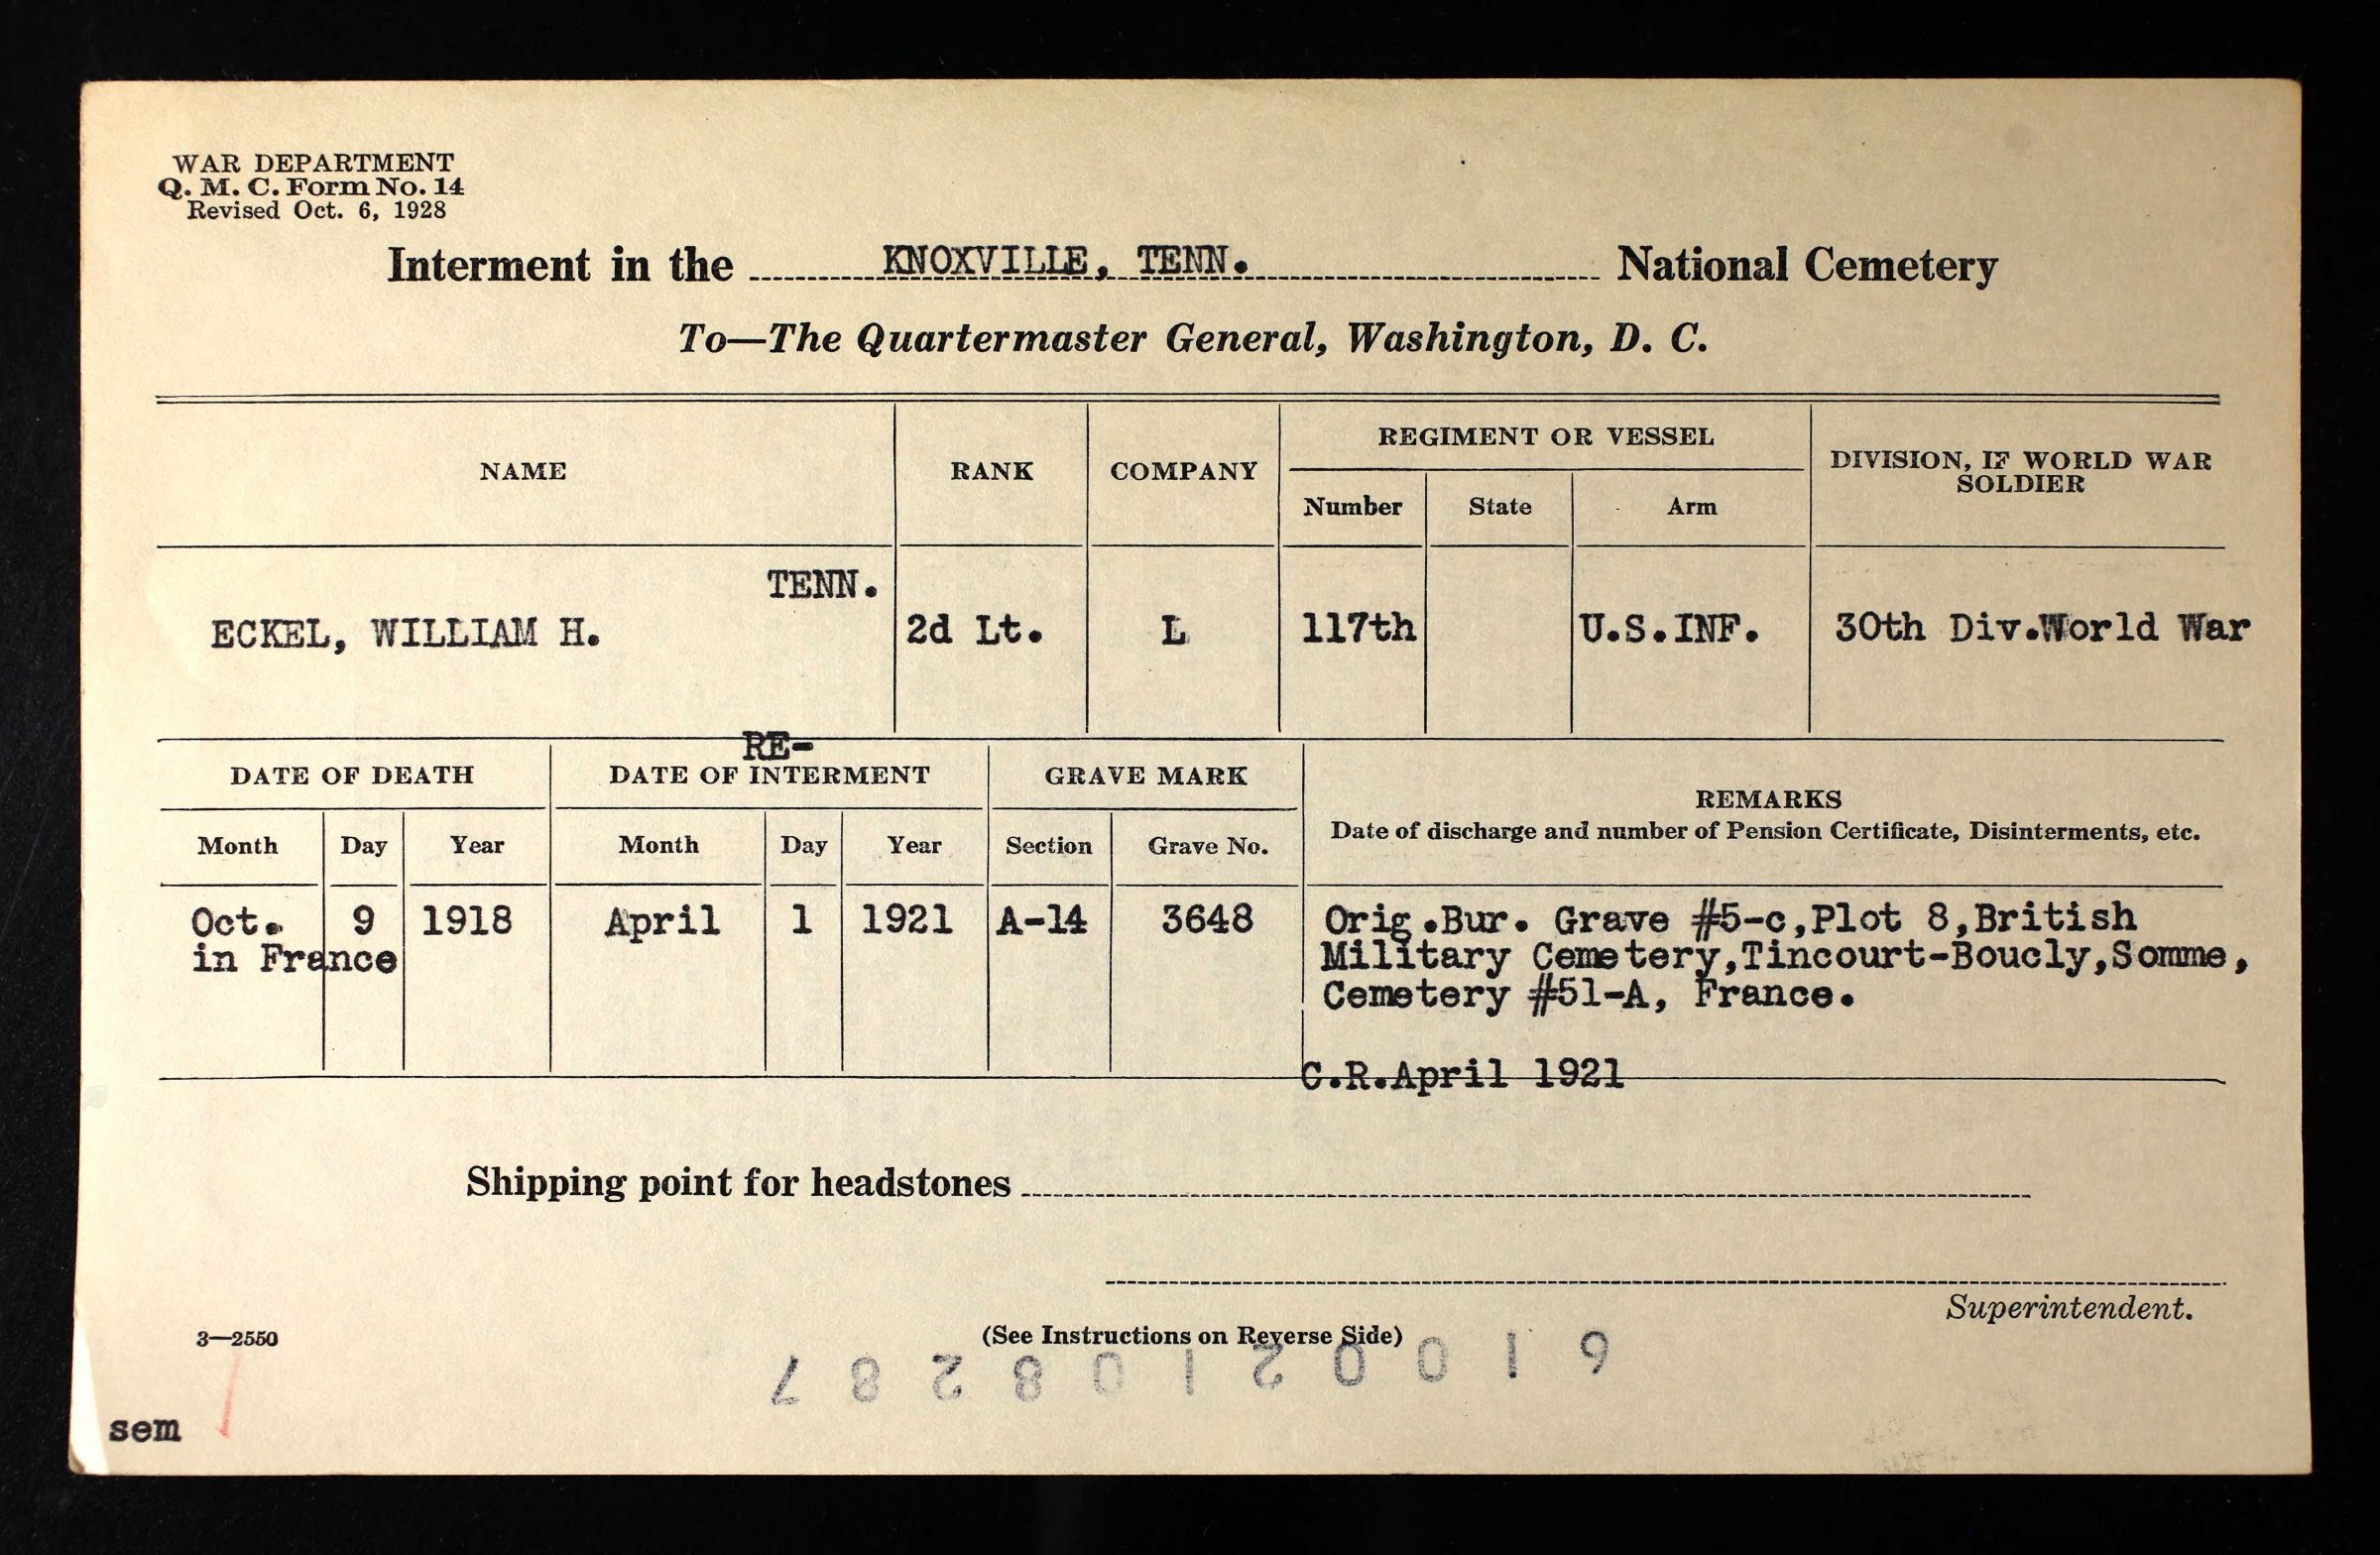 WAR DEPARTMENT
Q. M. C. Form No. 14
Revised Oct. 6, 1928
Interment in the KNOXVILLE, TENN. National Cemetery
To—The Quartermaster General, Washington, D. C.
NAME RANK COMPANY REGIMENT OR VESSEL DIVISION, IF WORLD WAR SOLDIER
Number State Arm
TENN.
ECKEL, WILLIAM H. 2d Lt. L 117th U.S.INF. 30th Div.World War
RE-
DATE OF DEATH DATE OF INTERMENT GRAVE MARK REMARKS
Date of discharge and number of Pension Certificate, Disinterments, etc.
Month Day Year Month Day Year Section Grave No.
Oct. 9 1918 April 1 1921 A-14 3648 Orig.Bur. Grave #5-c,Plot 8,British
in France Military Cemetery,Tincourt-Boucly,Somme,
Cemetery #51-A, France.
C.R.April 1921
Shipping point for headstones
Superintendent.
3—2550 (See Instructions on Reverse Side)
61002108287
sem